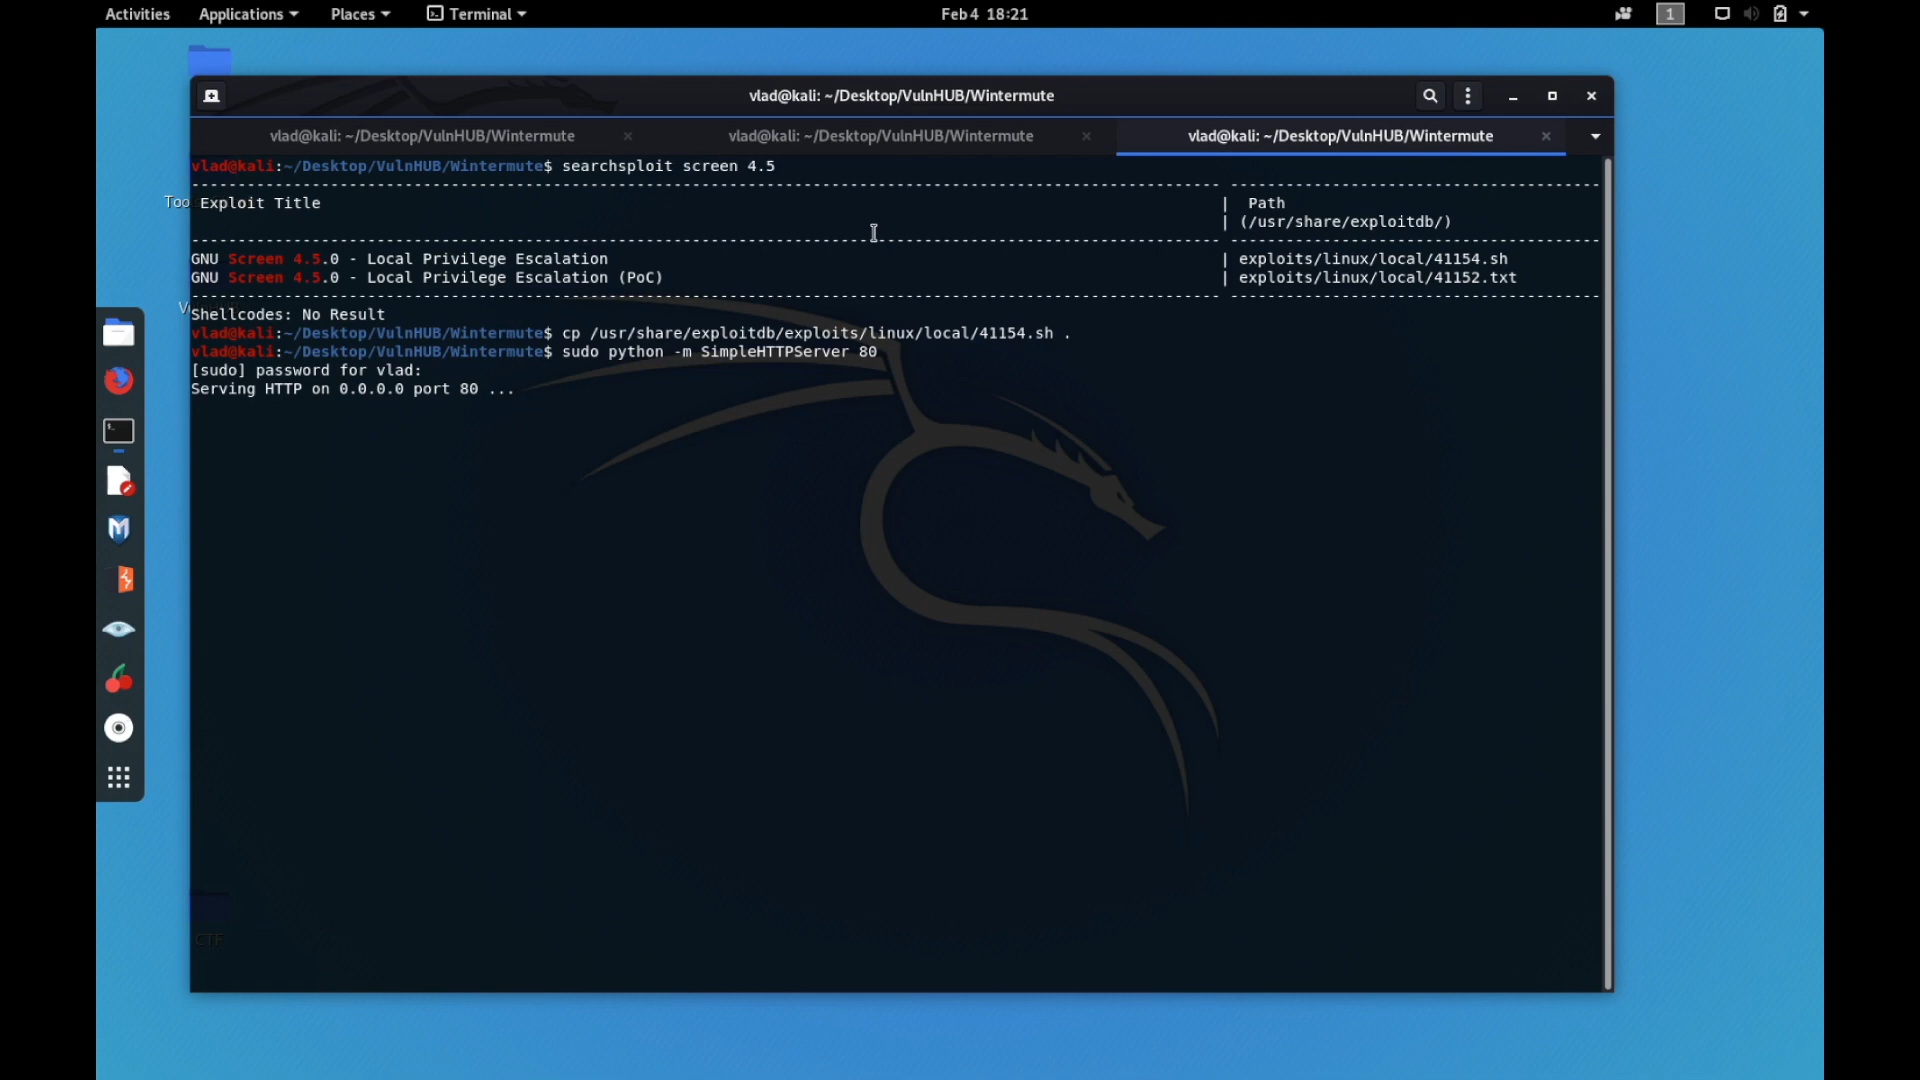 Activities Applications Places Terminal Feb 4 18:21 1
vlad@kali: ~/Desktop/VulnHUB/Wintermute
vlad@kali: ~/Desktop/VulnHUB/Wintermute vlad@kali: ~/Desktop/VulnHUB/Wintermute vlad@kali: ~/Desktop/VulnHUB/Wintermute
vlad@kali:~/Desktop/VulnHUB/Wintermute$ searchsploit screen 4.5
Too
Exploit Title | Path
| (/usr/share/exploitdb/)
GNU Screen 4.5.0 - Local Privilege Escalation | exploits/linux/local/41154.sh
GNU Screen 4.5.0 - Local Privilege Escalation (PoC) | exploits/linux/local/41152.txt
Shellcodes: No Result
vlad@kali:~/Desktop/VulnHUB/Wintermute$ cp /usr/share/exploitdb/exploits/linux/local/41154.sh .
vlad@kali:~/Desktop/VulnHUB/Wintermute$ sudo python -m SimpleHTTPServer 80
[sudo] password for vlad:
Serving HTTP on 0.0.0.0 port 80 ...
CTF